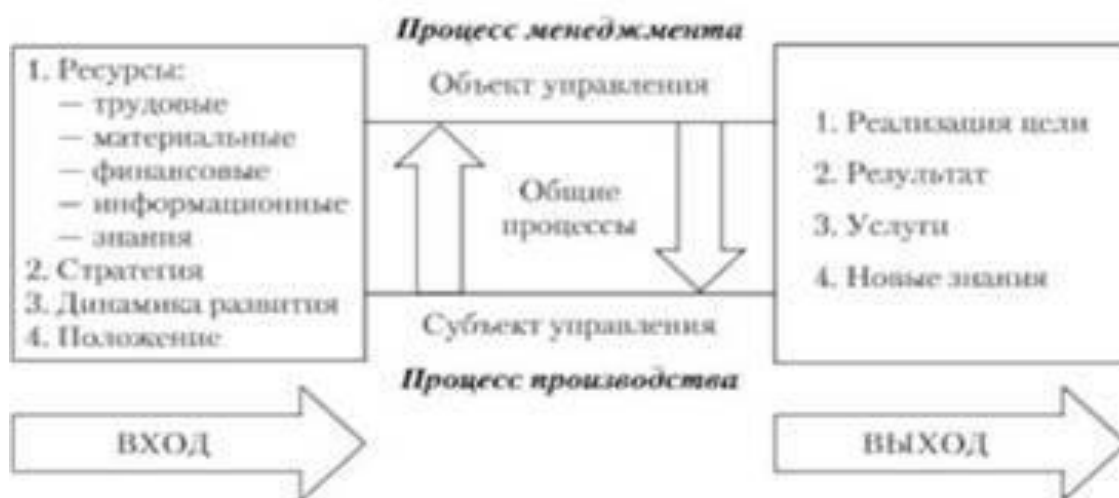 Процесс менеджмента
1. Ресурсы:
— трудовые
— материальные
— финансовые
— информационные
— знания
2. Стратегия
3. Динамика развития
4. Положение
Объект управления
Общие
процессы
Субъект управления
Процесс производства
1. Реализация цели
2. Результат
3. Услуги
4. Новые знания
ВХОД
ВЫХОД